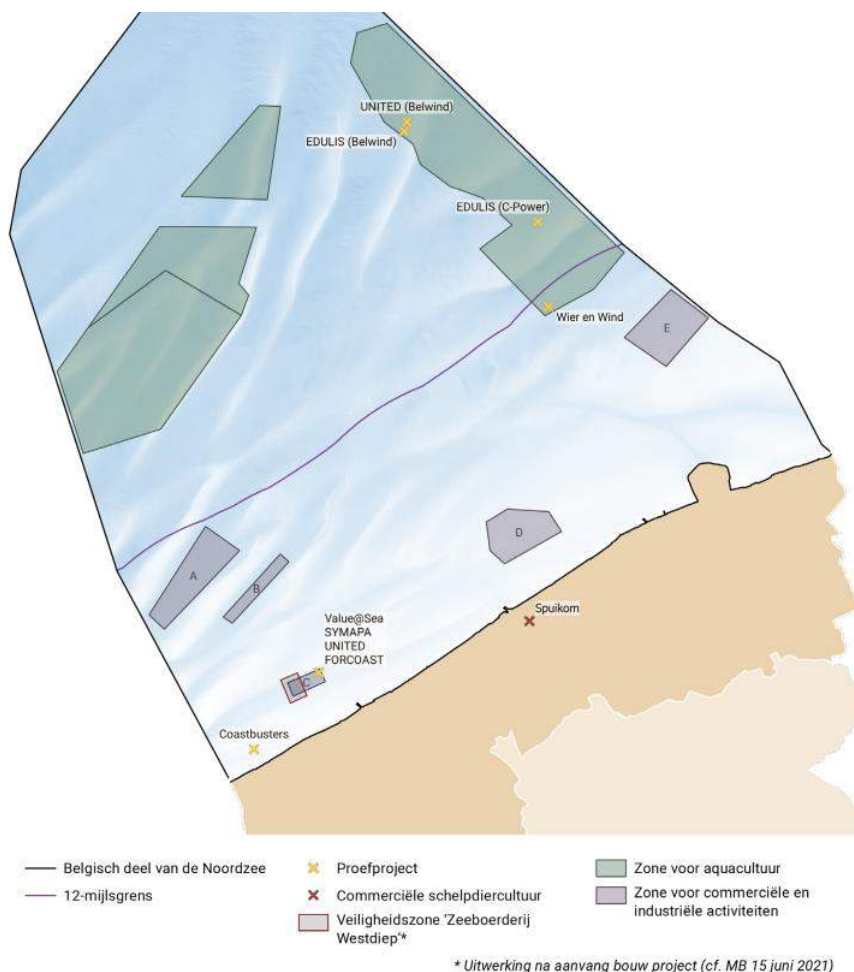 UNITED (Belwind)
EDULIS (Belwind)
EDULIS (C-Power)
Wier en Wind
E
D
A
B
Spuikom
Value@Sea
SYMAPA
UNITED
FORCOAST
C
Coastbusters
Belgisch deel van de Noordzee
12-mijlsgrens
Proefproject
Commerciële schelpdiercultuur
Veiligheidszone 'Zeeboerderij
Westdiep'*
Zone voor aquacultuur
Zone voor commerciële en
industriële activiteiten
* Uitwerking na aanvang bouw project (cf. MB 15 juni 2021)